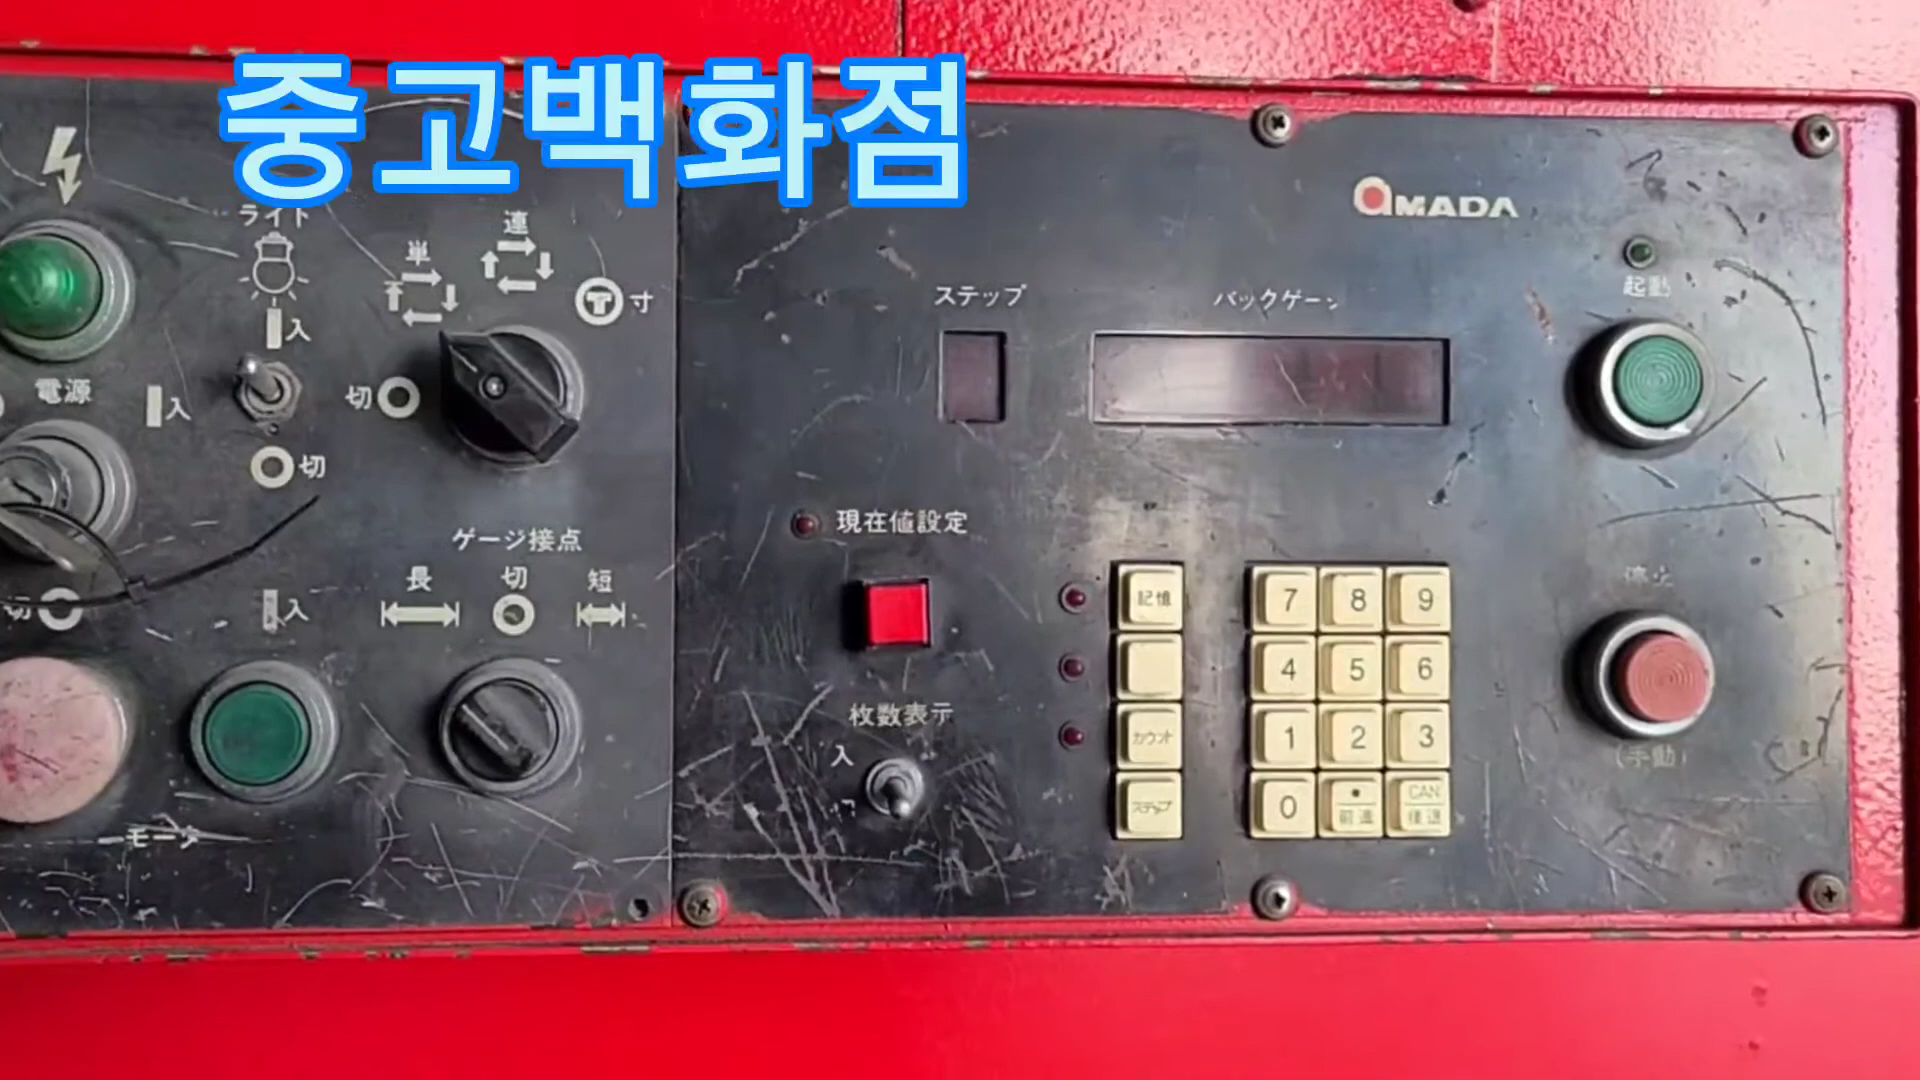 중고백화점
AMADA
ライト
単
連
寸
入
切
電源
入
切
ステップ
バックゲージ
起動
現在値設定
ゲージ接点
長
切
短
切
入
モータ
枚数表示
入
記憶
カウント
ステップ
7 8 9
4 5 6
1 2 3
0
前進
CAN
後退
停止
(手動)